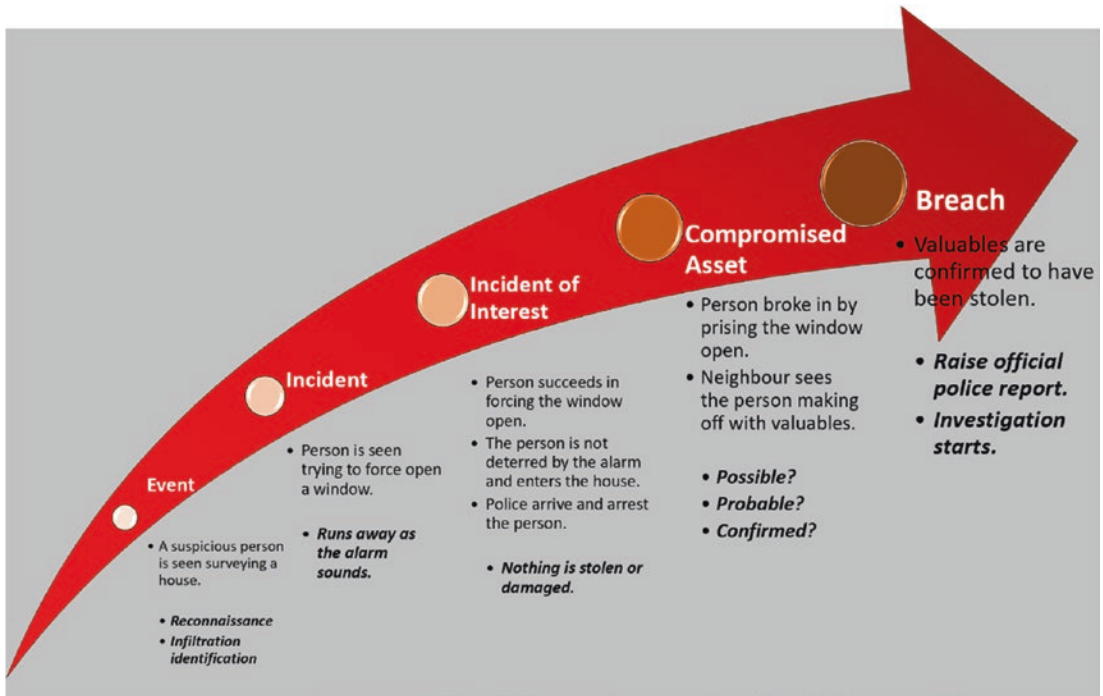 Event
• A suspicious person
is seen surveying a
house.
• Reconnaissance
• Infiltration
identification
Incident
• Person is seen
trying to force open
a window.
• Runs away as
the alarm
sounds.
Incident of
Interest
• Person succeeds in
forcing the window
open.
• The person is not
deterred by the alarm
and enters the house.
• Police arrive and arrest
the person.
• Nothing is stolen or
damaged.
Compromised
Asset
• Person broke in by
prising the window
open.
• Neighbour sees
the person making
off with valuables.
• Possible?
• Probable?
• Confirmed?
Breach
• Valuables are
confirmed to have
been stolen.
• Raise official
police report.
• Investigation
starts.